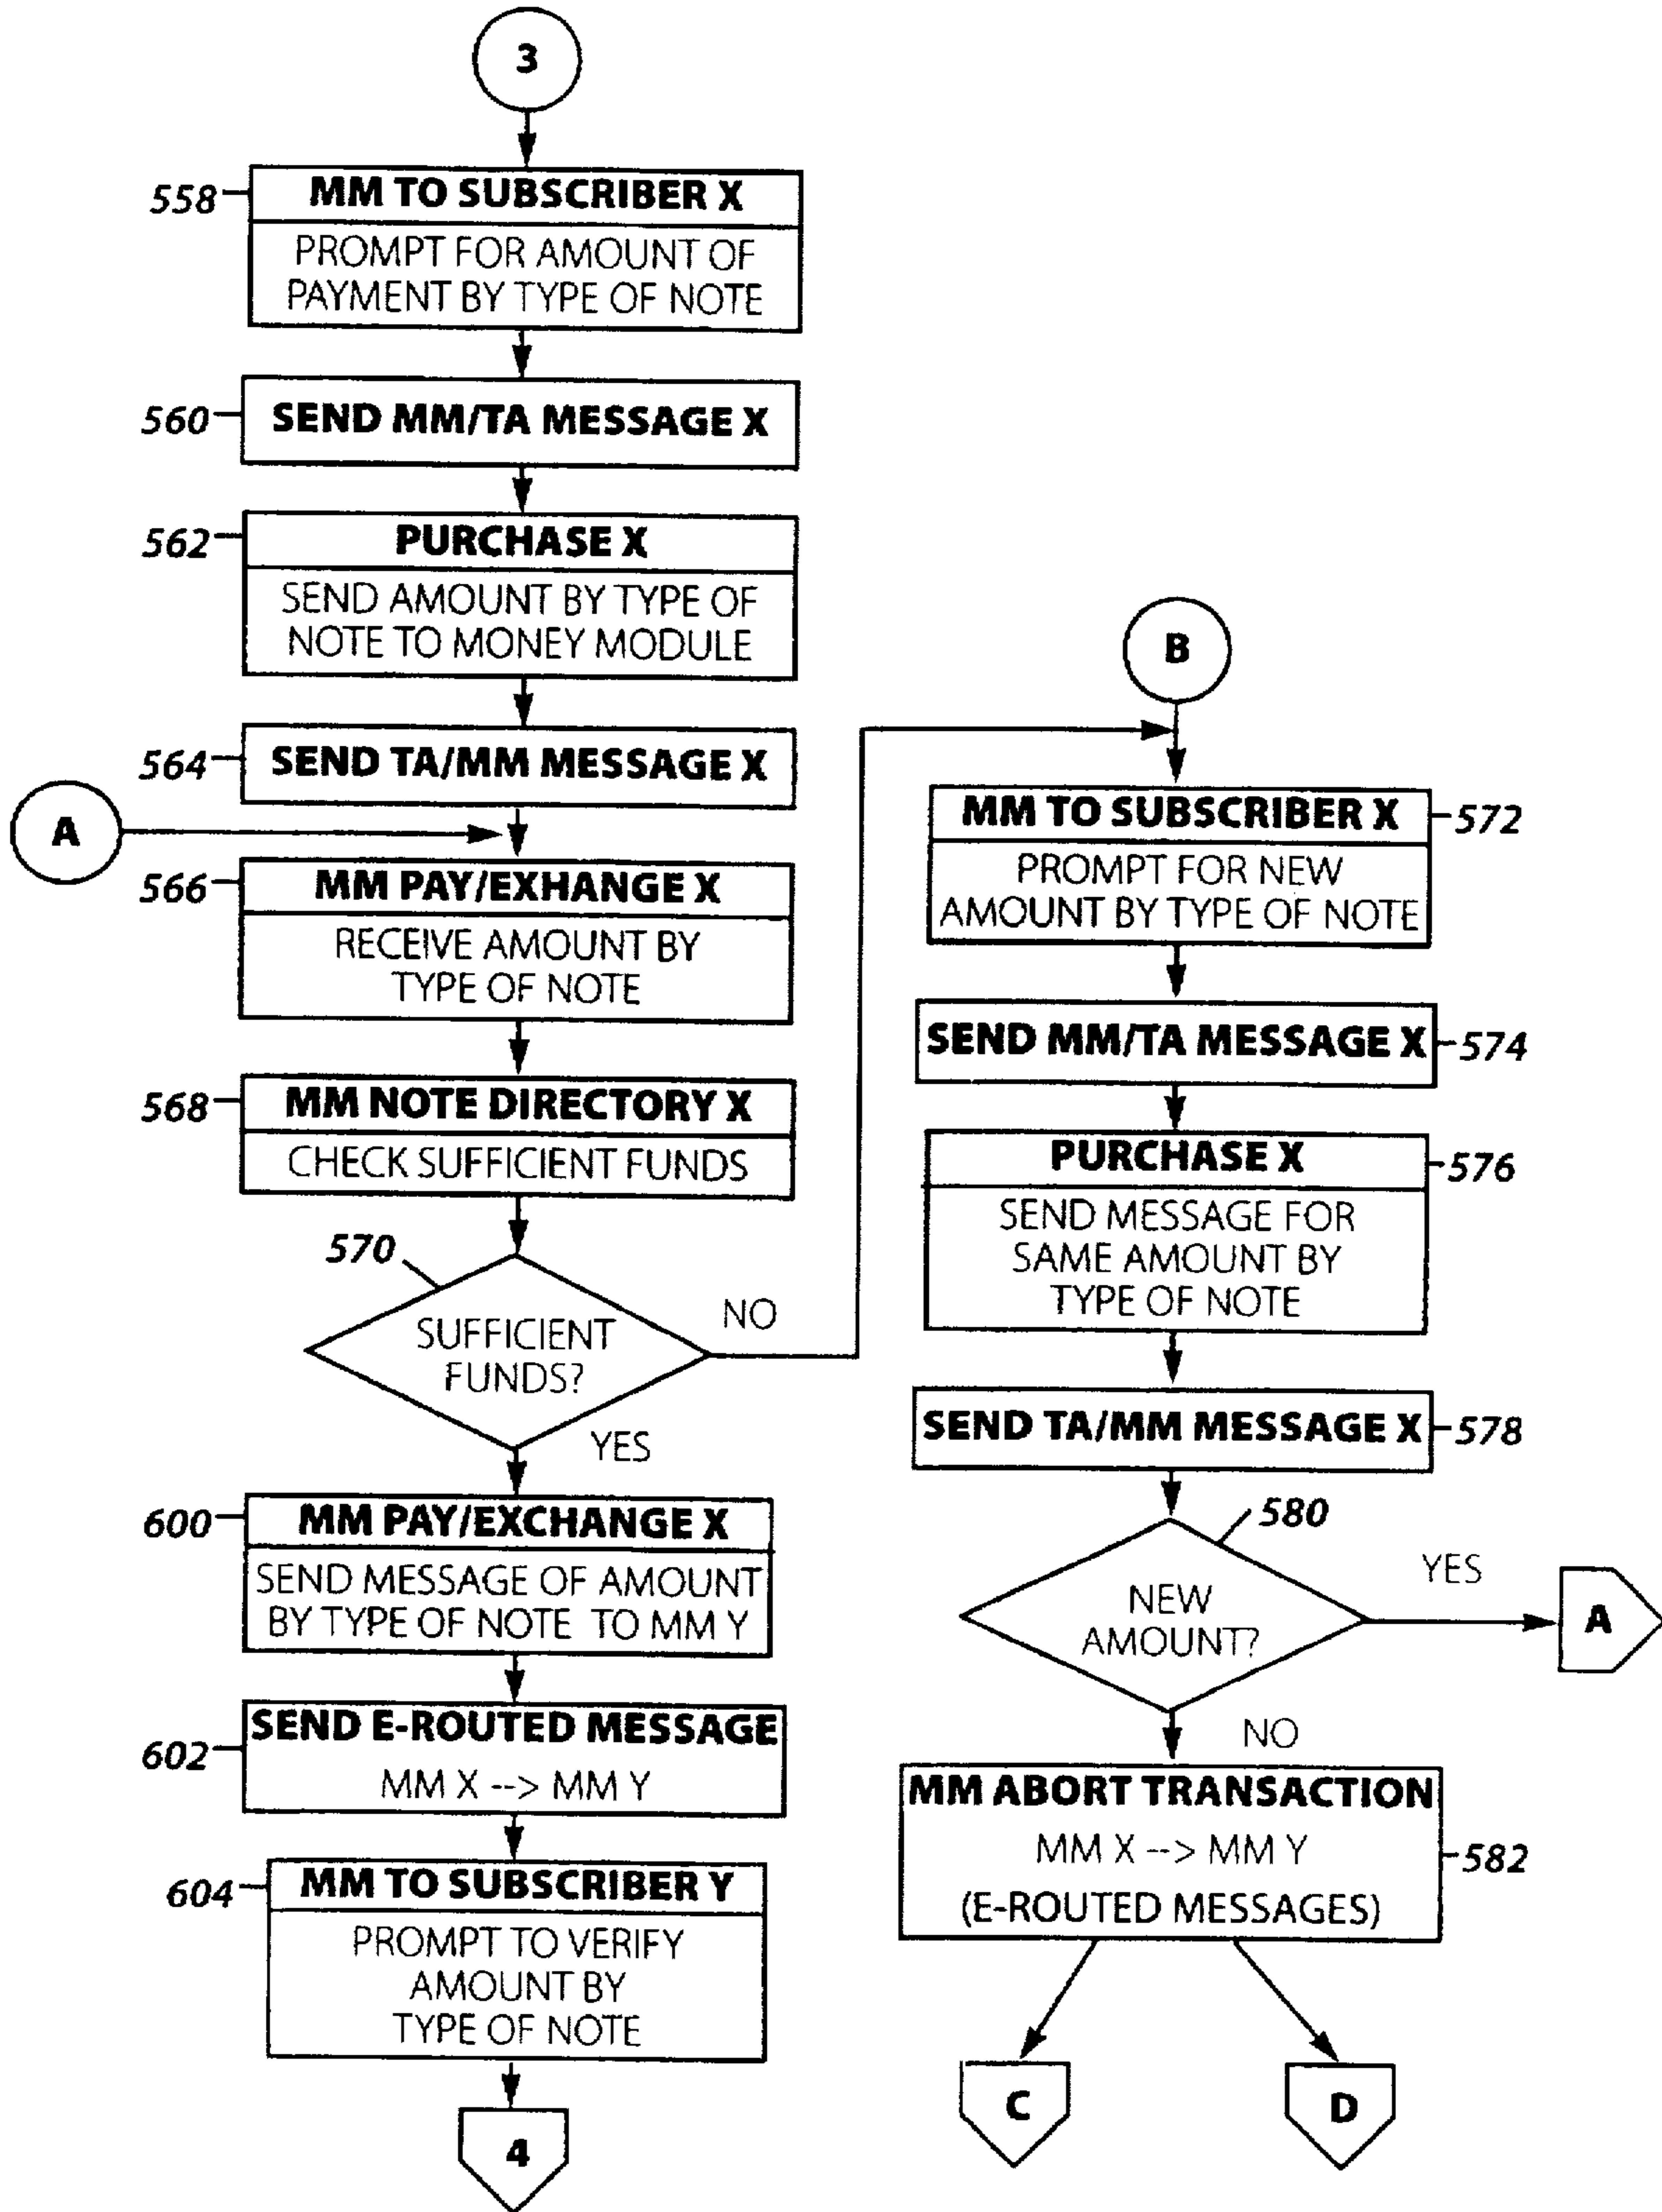 3
558
MM TO SUBSCRIBER X
PROMPT FOR AMOUNT OF
PAYMENT BY TYPE OF NOTE
560
SEND MM/TA MESSAGE X
562
PURCHASE X
SEND AMOUNT BY TYPE OF
NOTE TO MONEY MODULE
564
SEND TA/MM MESSAGE X
A
566
MM PAY/EXHANGE X
RECEIVE AMOUNT BY
TYPE OF NOTE
568
MM NOTE DIRECTORY X
CHECK SUFFICIENT FUNDS
570
SUFFICIENT
FUNDS?
NO
YES
600
MM PAY/EXCHANGE X
SEND MESSAGE OF AMOUNT
BY TYPE OF NOTE TO MM Y
602
SEND E-ROUTED MESSAGE
MM X --> MM Y
604
MM TO SUBSCRIBER Y
PROMPT TO VERIFY
AMOUNT BY
TYPE OF NOTE
4
B
MM TO SUBSCRIBER X
572
PROMPT FOR NEW
AMOUNT BY TYPE OF NOTE
SEND MM/TA MESSAGE X
574
PURCHASE X
576
SEND MESSAGE FOR
SAME AMOUNT BY
TYPE OF NOTE
SEND TA/MM MESSAGE X
578
580
NEW
AMOUNT?
YES
A
NO
MM ABORT TRANSACTION
MM X --> MM Y
582
(E-ROUTED MESSAGES)
C
D